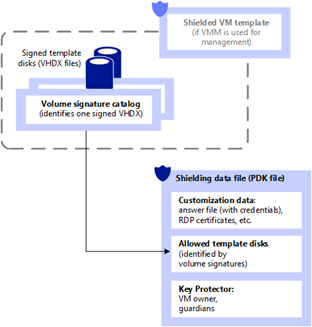 Shielded VM template
(if VMM is used for
management)
Signed template
disks (VHDX files)
Volume signature catalog
(identifies one signed VHDX)
Shielding data file (PDK file)
Customization data:
answer file (with credentials),
RDP certificates, etc.
Allowed template disks
(identified by
volume signatures)
Key Protector:
VM owner,
guardians